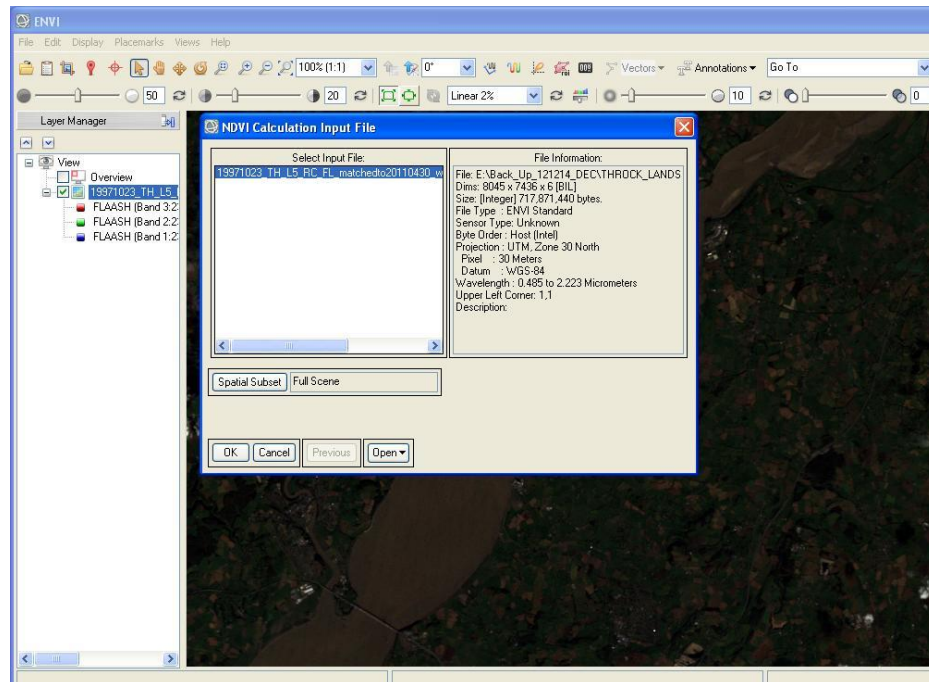 ENVI
File Edit Display Placemarks Views Help
100% (1:1) 0° Vectors Annotations Go To
50 20 Linear 2% 10 0
Layer Manager
View
Overview
19971023_TH_L5_
FLAASH (Band 3:2
FLAASH (Band 2:2
FLAASH (Band 1:2
NDVI Calculation Input File
Select Input File:
19971023_TH_L5_RC_FL_matchedto20110430_w
File Information:
File: E:\Back_Up_121214_DEC\THROCK_LANDS
Dims: 8045 x 7436 x 6 [BIL]
Size: [Integer] 717,871,440 bytes.
File Type : ENVI Standard
Sensor Type: Unknown
Byte Order : Host (Intel)
Projection : UTM, Zone 30 North
Pixel : 30 Meters
Datum : WGS-84
Wavelength : 0.485 to 2.223 Micrometers
Upper Left Corner: 1,1
Description:
Spatial Subset Full Scene
OK Cancel Previous Open